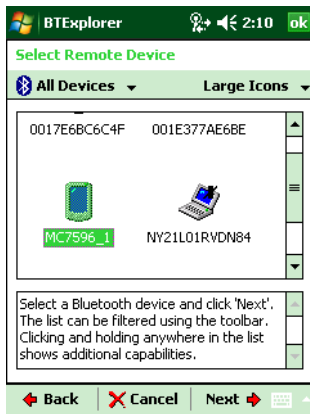 BTExplorer 2:10 ok
Select Remote Device
All Devices Large Icons
0017E6BC6C4F 001E377AE6BE
MC7596_1 NY21L01RVDN84
Select a Bluetooth device and click 'Next'.
The list can be filtered using the toolbar.
Clicking and holding anywhere in the list
shows additional capabilities.
Back Cancel Next